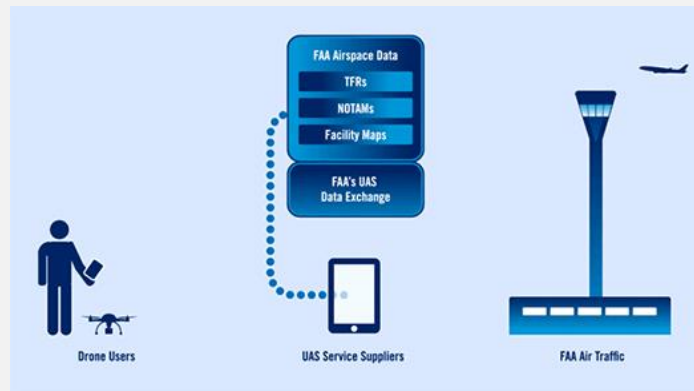 FAA Airspace Data
TFRs
NOTAMs
Facility Maps
FAA's UAS
Data Exchange
Drone Users
UAS Service Suppliers
FAA Air Traffic